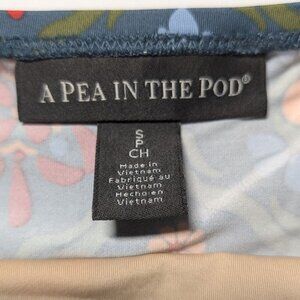 A PEA IN THE POD®
S
P
CH
Made in
Vietnam
Fabriqué au
Vietnam
Hecho en
Vietnam